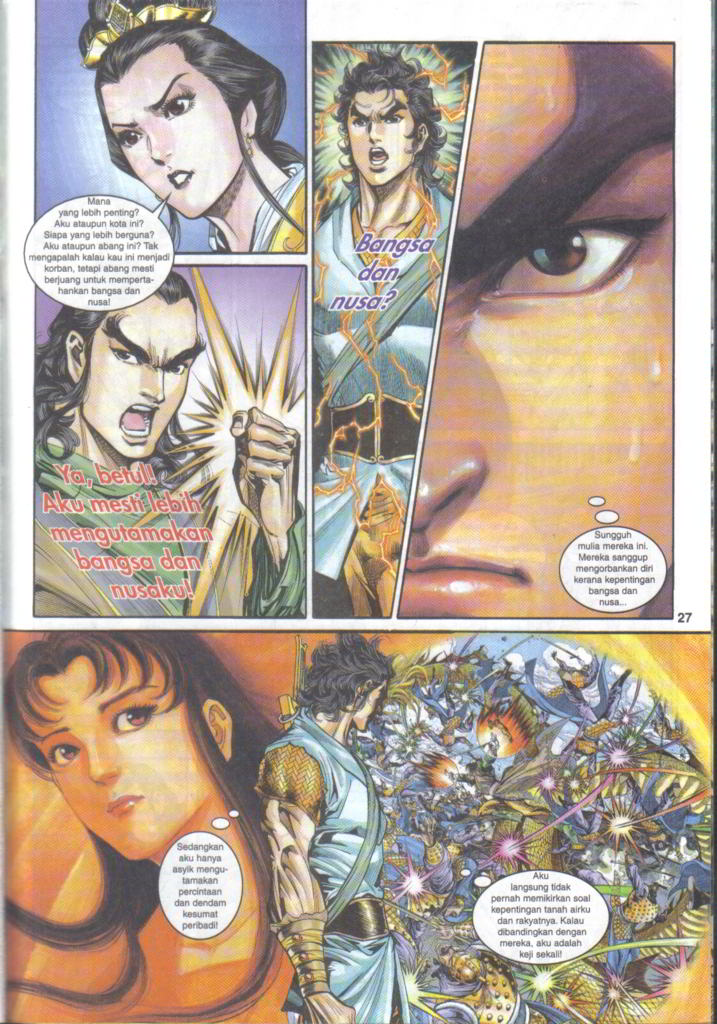 Mana
yang lebih penting?
Aku ataupun kota ini?
Siapa yang lebih berguna?
Aku ataupun abang ini? Tak
mengapalah kalau kau ini menjadi
korban, tetapi abang mesti
berjuang untuk memperta-
hankan bangsa dan
nusa!
Ya, betul!
Aku mesti lebih
mengutamakan
bangsa dan
nusaku!
Bangsa
dan
nusa?
Sungguh
mulia mereka ini.
Mereka sanggup
mengorbankan diri
kerana kepentingan
bangsa dan
nusa...
27
Sedangkan
aku hanya
asyik mengu-
tamakan
percintaan
dan dendam
kesumat
peribadi!
Aku
langsung tidak
pernah memikirkan soal
kepentingan tanah airku
dan rakyatnya. Kalau
dibandingkan dengan
mereka, aku adalah
keji sekali!